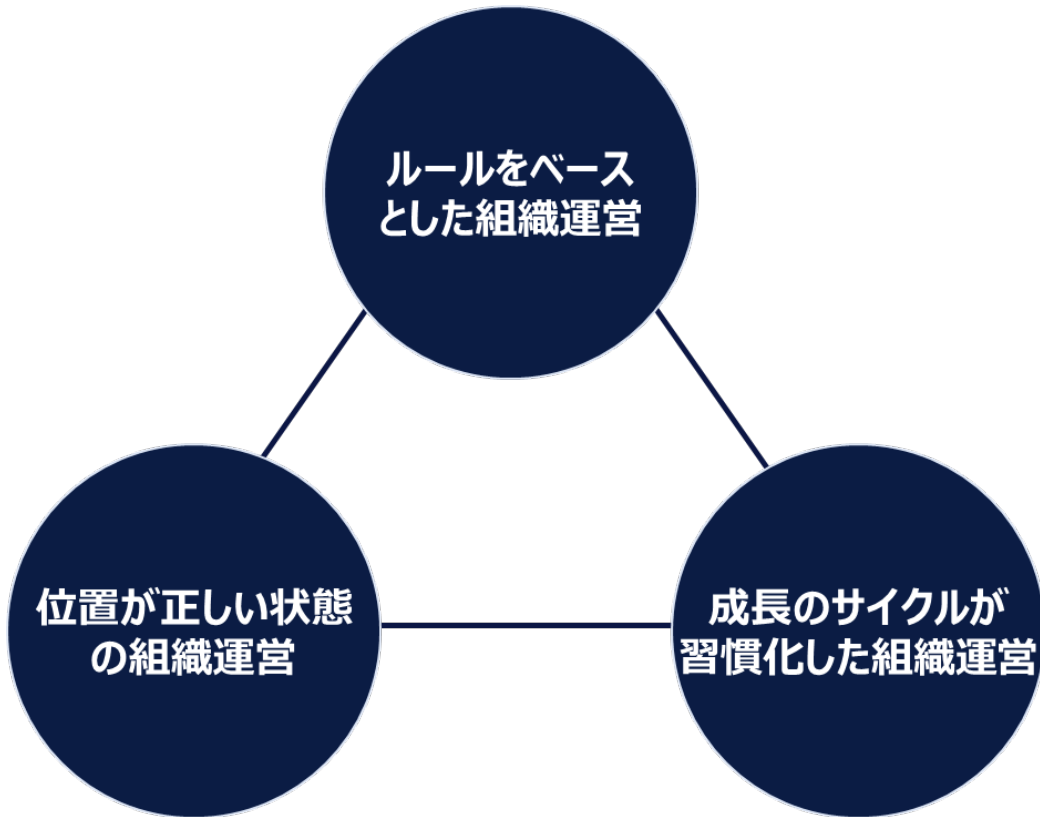 ルールをベース
とした組織運営
位置が正しい状態
の組織運営
成長のサイクルが
習慣化した組織運営